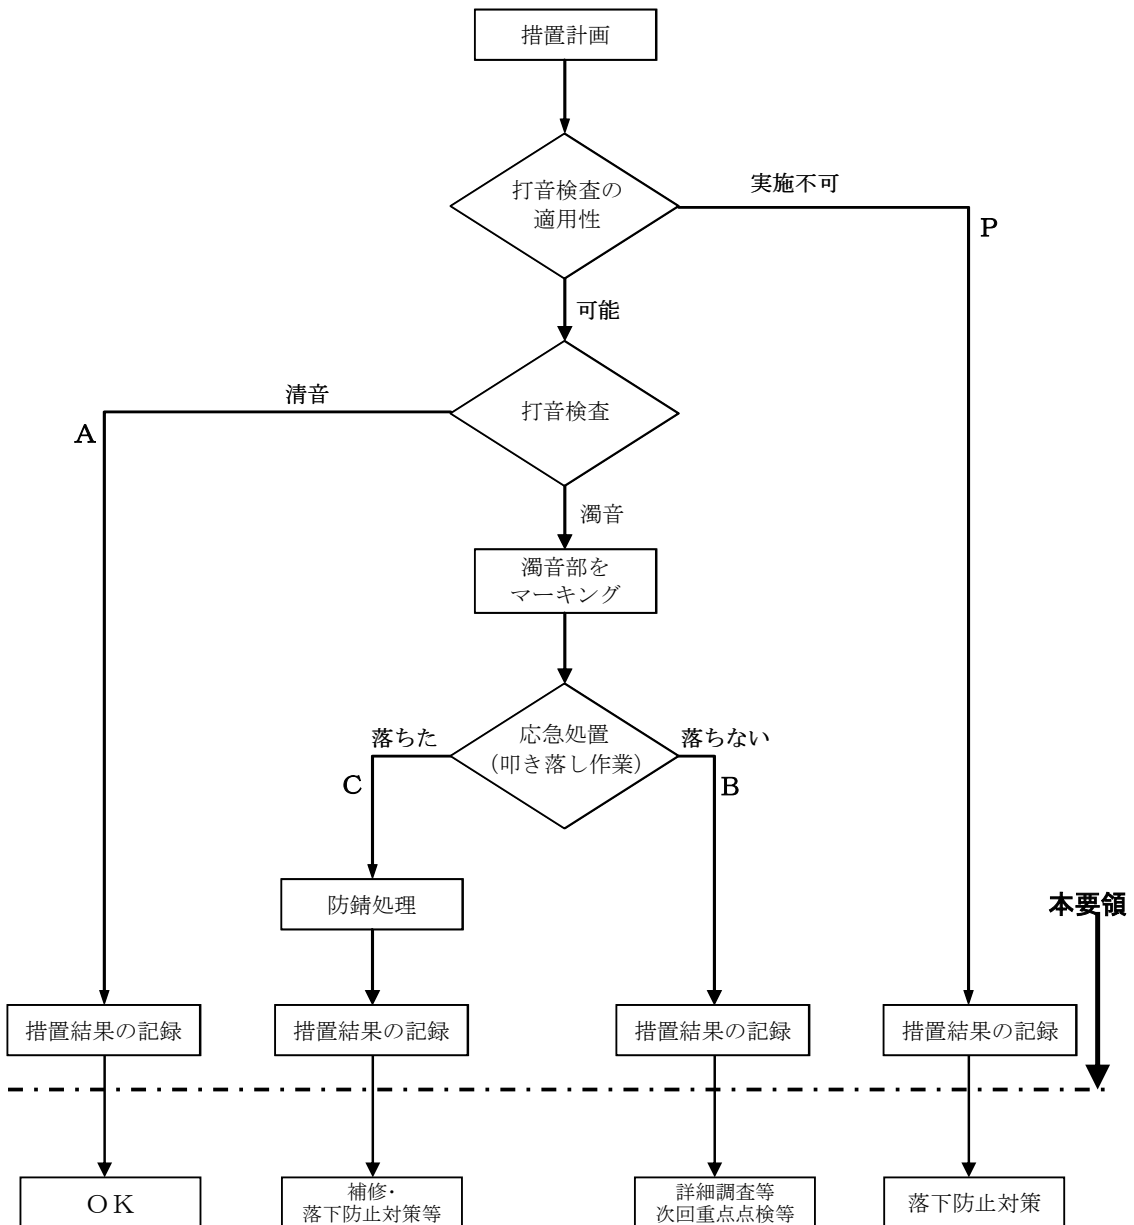 措置計画
打音検査の
適用性
実施不可
P
可能
清音
打音検査
A
濁音
濁音部を
マーキング
落ちた
応急処置
（叩き落し作業）
落ちない
C
B
防錆処理
本要領
措置結果の記録
措置結果の記録
措置結果の記録
措置結果の記録
ＯＫ
補修・
落下防止対策等
詳細調査等
次回重点点検等
落下防止対策